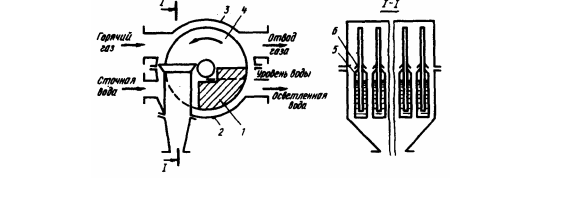 I
3
4
I-I
Горячий газ
Отвод газа
6
5
Уровень воды
Сточная вода
Осветленная вода
2
1
I